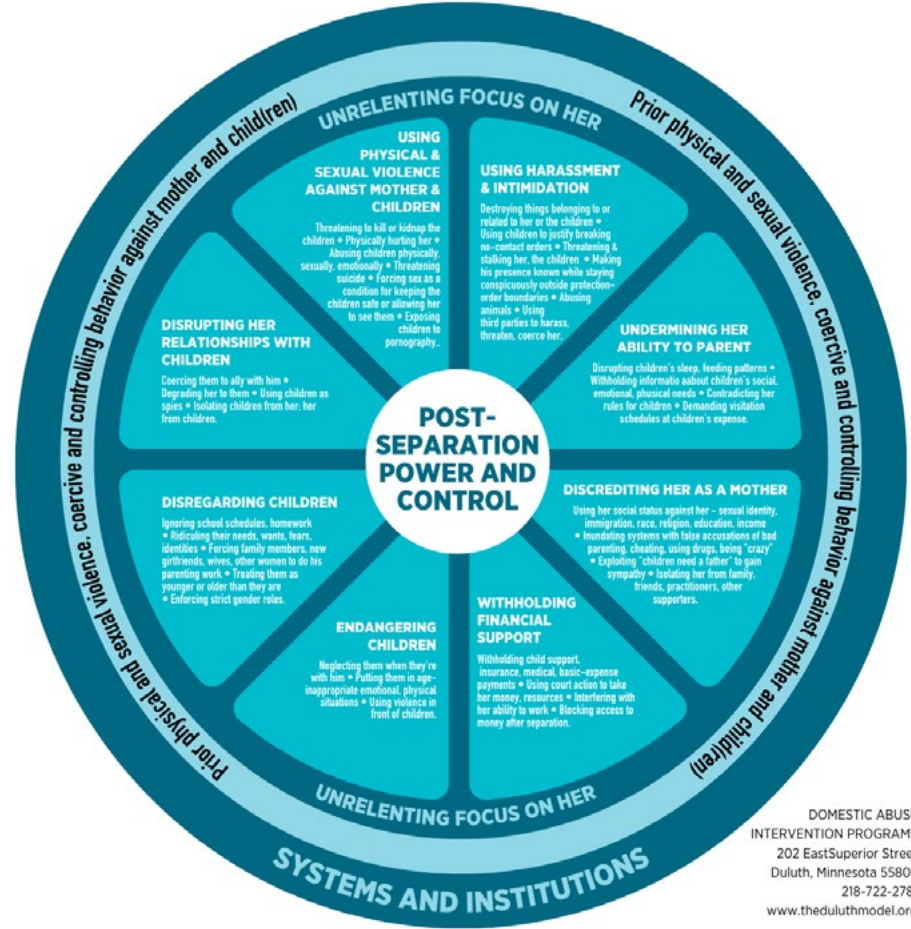 UNRELENTING FOCUS ON HER
Prior physical and sexual violence, coercive and controlling behavior against mother and child(ren)
Prior physical and sexual violence, coercive and controlling behavior against mother and child(ren)
USING
PHYSICAL &
SEXUAL VIOLENCE
AGAINST MOTHER &
CHILDREN
Threatening to kill or kidnap the
children • Physically hurting her •
Abusing children physically,
sexually, emotionally • Threatening
suicide • Forcing sex as a
condition for keeping the
children safe or allowing her
to see them • Exposing
children to
pornography..
USING HARASSMENT
& INTIMIDATION
Destroying things belonging to or
related to her or the children •
Using children to justify breaking
no-contact orders • Threatening &
stalking her, the children • Making
his presence known while staying
conspicuously outside protection-
order boundaries • Abusing
animals • Using
third parties to harass,
threaten, coerce her.
DISRUPTING HER
RELATIONSHIPS WITH
CHILDREN
Coercing them to ally with him •
Degrading her to them • Using children as
spies • Isolating children from her; her
from children.
UNDERMINING HER
ABILITY TO PARENT
Disrupting children's sleep, feeding patterns •
Withholding informatio aabout children's social,
emotional, phusical needs • Contradicting her
rules for children • Demanding visitation
schedules at children's expense.
POST-
SEPARATION
POWER AND
CONTROL
DISREGARDING CHILDREN
Ignoring school schedules, homework
• Ridiculing their needs, wants, fears,
identities • Forcing family members, new
girlfriends, wives, other women to do his
parenting work • Treating them as
younger or older than they are
• Enforcing strict gender roles.
DISCREDITING HER AS A MOTHER
Using her social status against her – sexual identity,
immigration, race, religion, education, income
• Inundating systems with false accusations of bad
parenting, cheating, using drugs, being "crazy"
• Exploiting "children need a father" to gain
sympathy • Isolating her from family,
friends, practitioners, other
supporters.
ENDANGERING
CHILDREN
Neglecting them when they're
with him • Putting them in age-
inappropriate emotional, physical
situations • Using violence in
front of children.
WITHHOLDING
FINANCIAL
SUPPORT
Withholding child support,
insurance, medical, basic-expense
payments • Using court action to take
her money, resources • Interfering with
her ability to work • Blocking access to
money after separation.
UNRELENTING FOCUS ON HER
SYSTEMS AND INSTITUTIONS
DOMESTIC ABUS
INTERVENTION PROGRAM
202 EastSuperior Stree
Duluth, Minnesota 5580
218-722-278
www.theduluthmodel.or